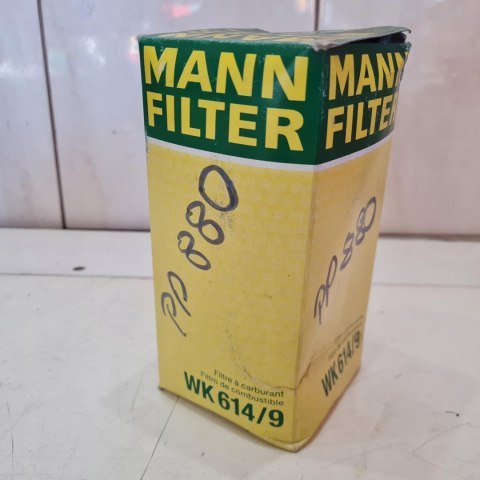 MANN
FILTER
PP 880
Filtre à carburant
Filtro de combustible
WK 614/9
MANN
FILTER
PP 880
WK 614/9